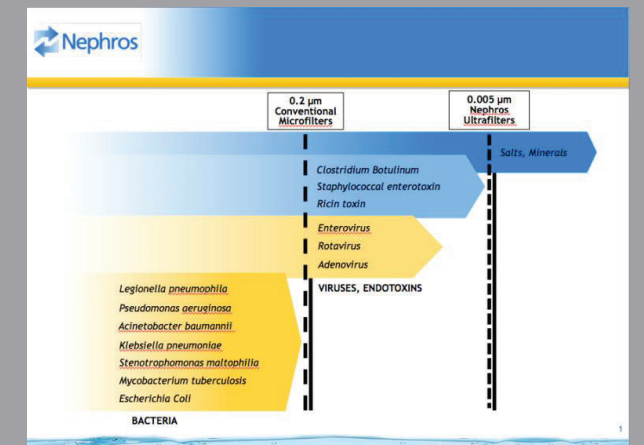 Nephros
0.2 µm
Conventional
Microfilters
0.005 µm
Nephros
Ultrafilters
Salts, Minerals
Clostridium Botulinum
Staphylococcal enterotoxin
Ricin toxin
Enterovirus
Rotavirus
Adenovirus
VIRUSES, ENDOTOXINS
Legionella pneumophila
Pseudomonas aeruginosa
Acinetobacter baumannii
Klebsiella pneumoniae
Stenotrophomonas maltophilia
Mycobacterium tuberculosis
Escherichia Coli
BACTERIA
1